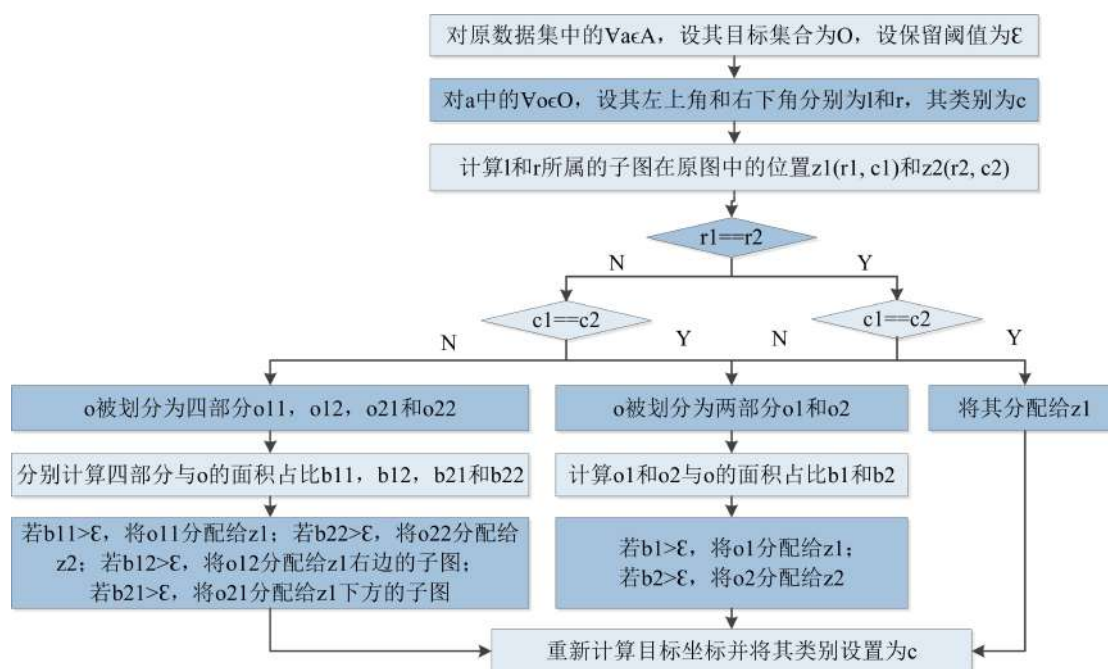 对原数据集中的∀aϵA，设其目标集合为O，设保留阈值为Ɛ
对a中的∀oϵO，设其左上角和右下角分别为l和r，其类别为c
计算l和r所属的子图在原图中的位置z1(r1, c1)和z2(r2, c2)
r1==r2
N
Y
c1==c2
c1==c2
N
Y
N
Y
o被划分为四部分o11，o12，o21和o22
o被划分为两部分o1和o2
将其分配给z1
分别计算四部分与o的面积占比b11，b12，b21和b22
计算o1和o2与o的面积占比b1和b2
若b11>Ɛ，将o11分配给z1；若b22>Ɛ，将o22分配给
z2；若b12>Ɛ，将o12分配给z1右边的子图；
若b21>Ɛ，将o21分配给z1下方的子图
若b1>Ɛ，将o1分配给z1；
若b2>Ɛ，将o2分配给z2
重新计算目标坐标并将其类别设置为c